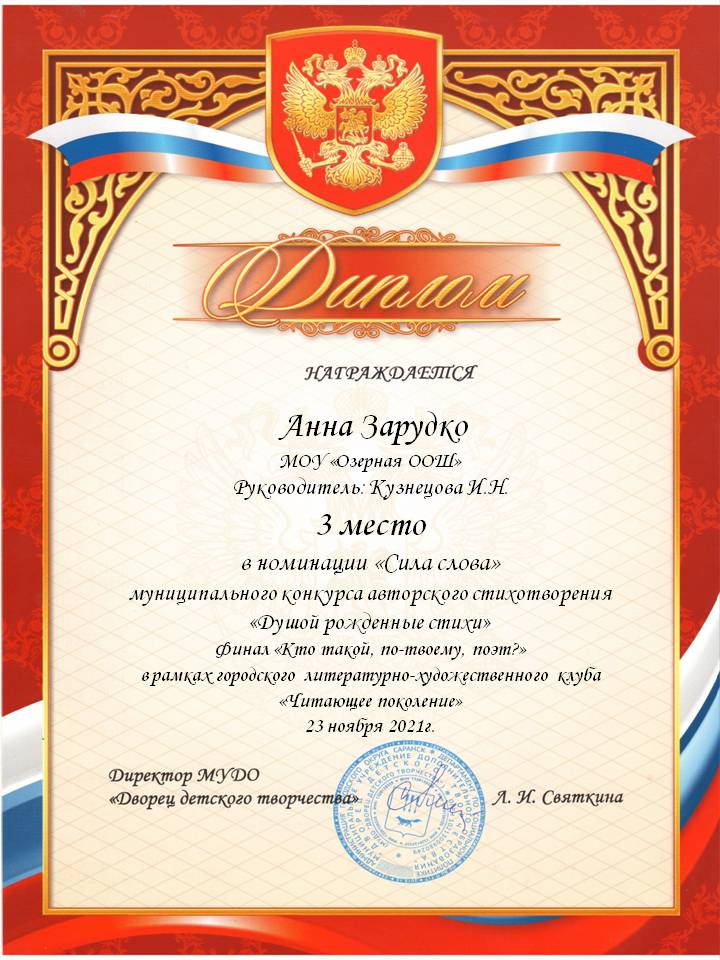 Диплом
НАГРАЖДАЕТСЯ
Анна Зарудко
МОУ «Озерная ООШ»
Руководитель: Кузнецова И.Н.
3 место
в номинации «Сила слова»
муниципального конкурса авторского стихотворения
«Душой рожденные стихи»
Финал «Кто такой, по-твоему, поэт?»
в рамках городского литературно-художественного клуба
«Читающее поколение»
23 ноября 2021г.
Директор МУДО
«Дворец детского творчества»
Л. И. Святкина